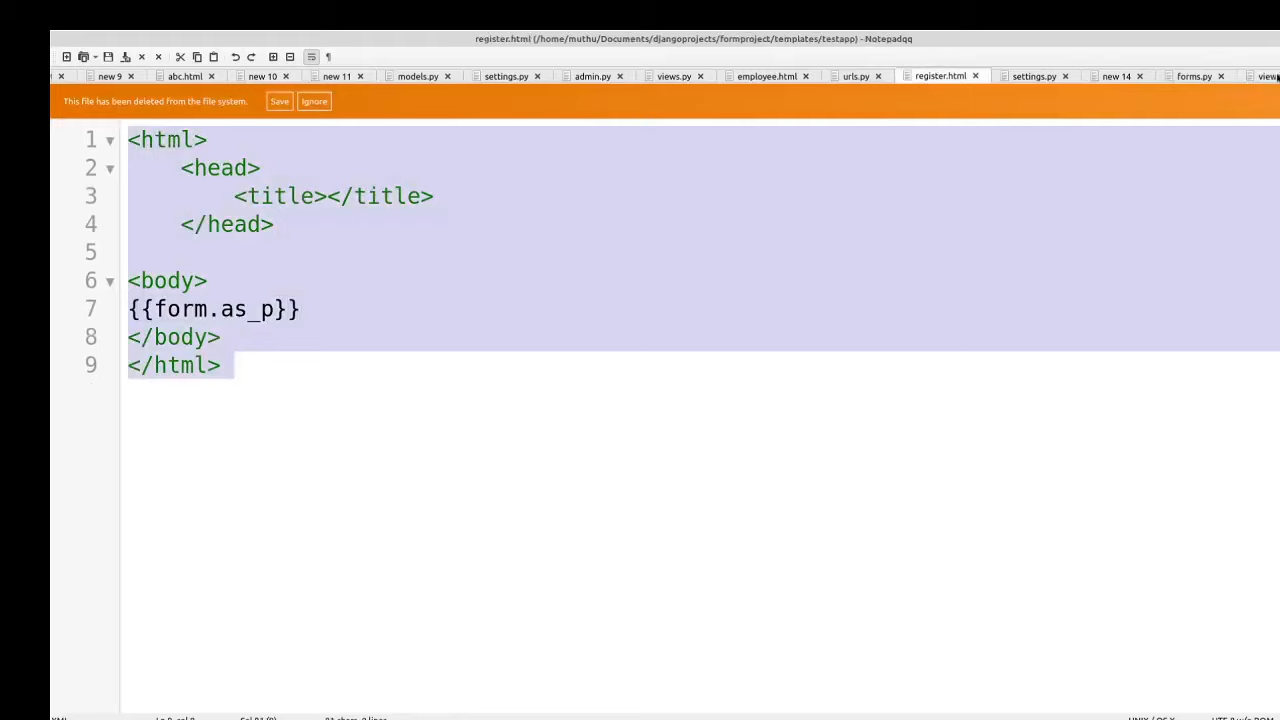 register.html (/home/muthu/Documents/djangoprojects/formproject/templates/testapp) - Notepadqq
new 9 abc.html new 10 new 11 models.py settings.py admin.py views.py employee.html urls.py register.html settings.py new 14 forms.py view
This file has been deleted from the file system. Save Ignore
1 <html>
2 <head>
3 <title></title>
4 </head>
5
6 <body>
7 {{form.as_p}}
8 </body>
9 </html>